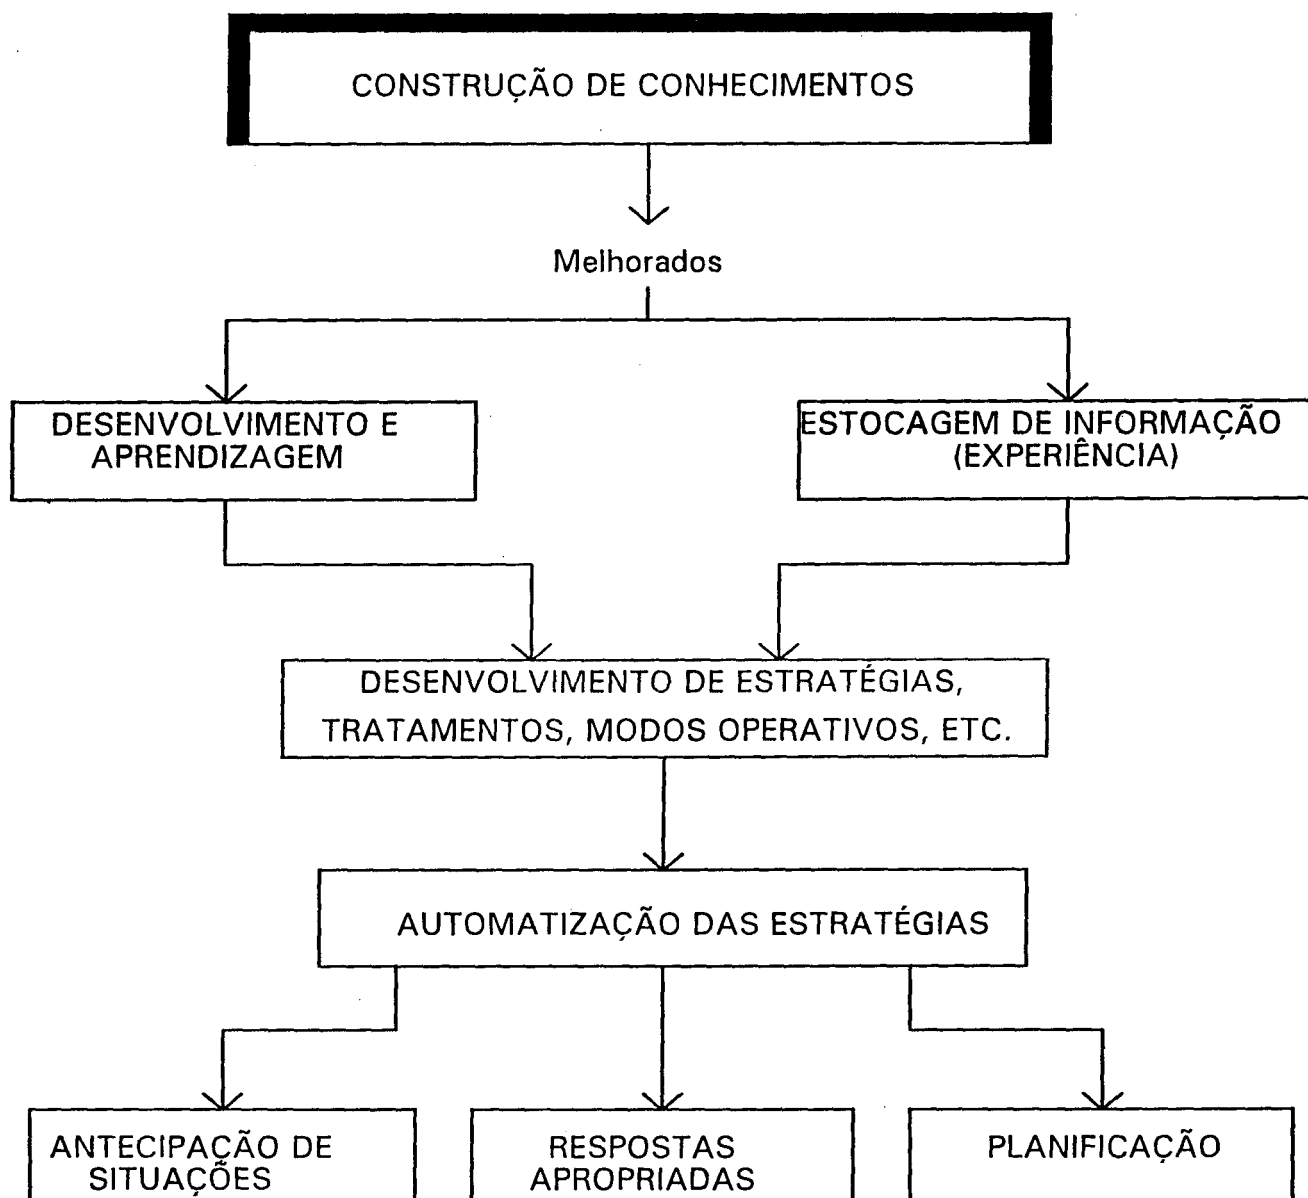 CONSTRUÇÃO DE CONHECIMENTOS
Melhorados
DESENVOLVIMENTO E
APRENDIZAGEM
ESTOCAGEM DE INFORMAÇÃO
(EXPERIÊNCIA)
DESENVOLVIMENTO DE ESTRATÉGIAS,
TRATAMENTOS, MODOS OPERATIVOS, ETC.
AUTOMATIZAÇÃO DAS ESTRATÉGIAS
ANTECIPAÇÃO DE
SITUAÇÕES
RESPOSTAS
APROPRIADAS
PLANIFICAÇÃO